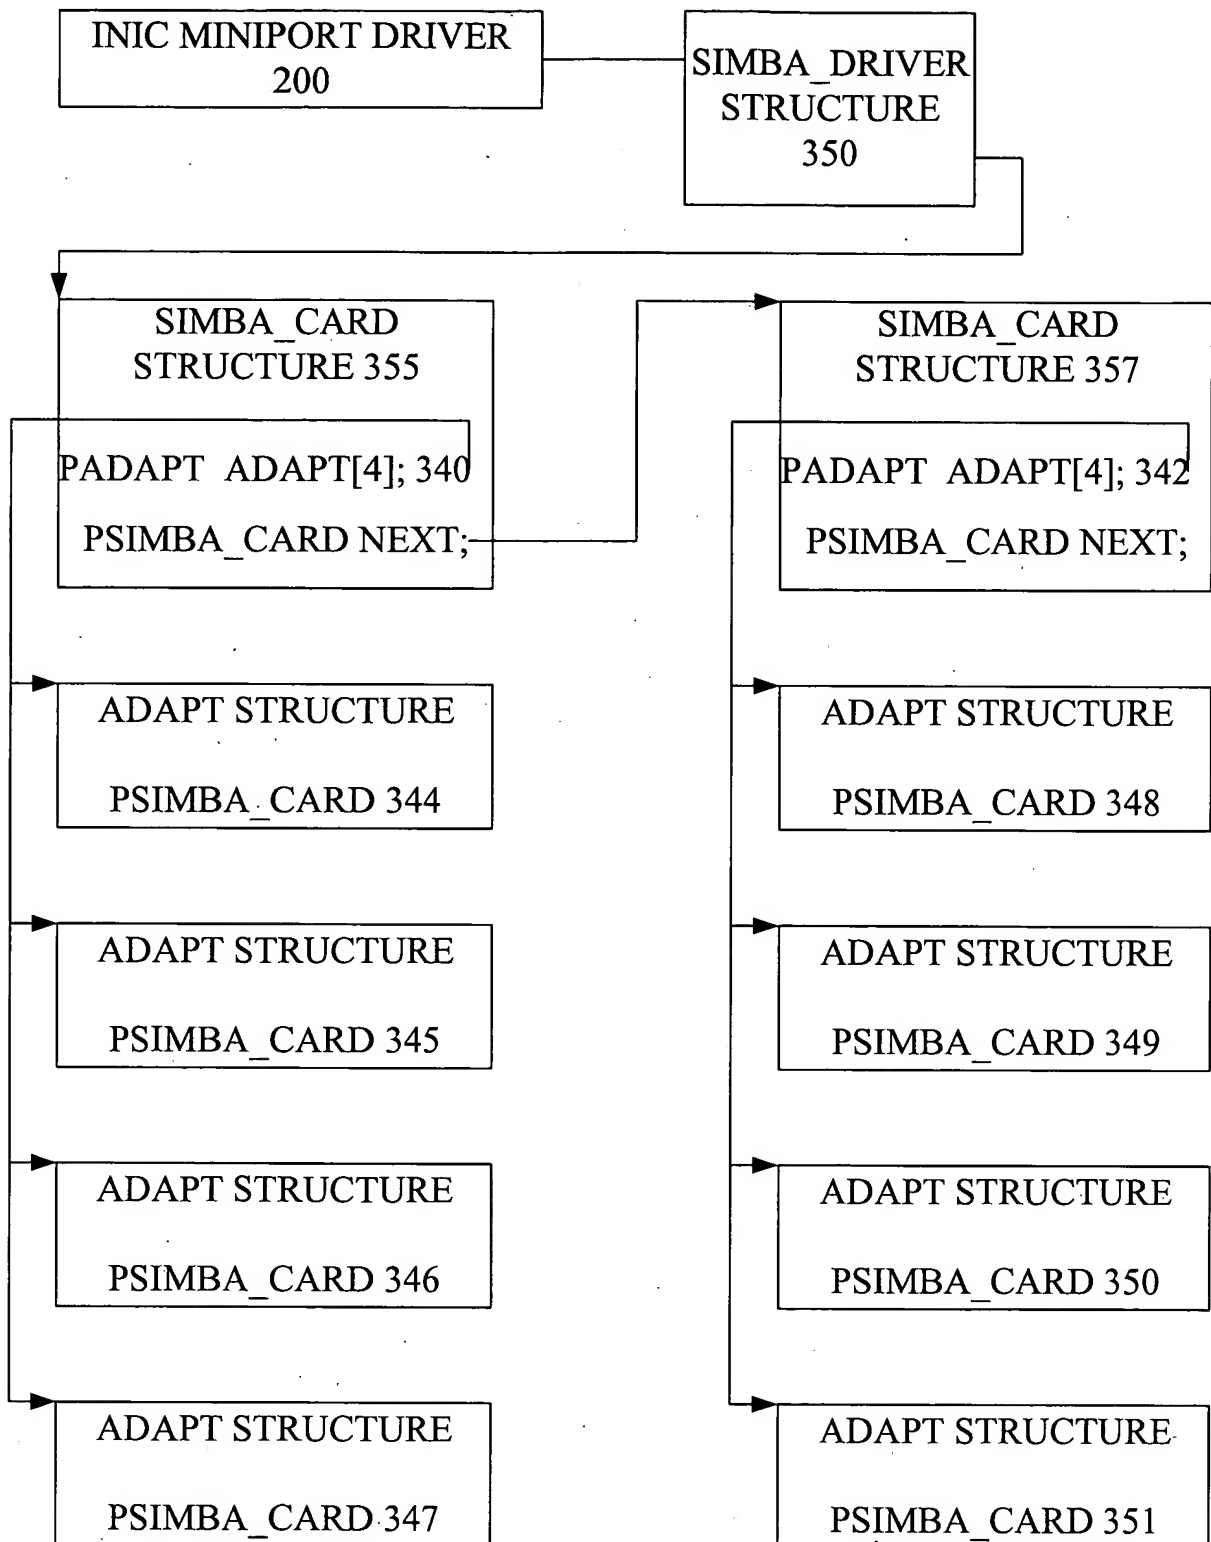 INIC MINIPORT DRIVER
200
SIMBA_DRIVER
STRUCTURE
350
SIMBA_CARD
STRUCTURE 355
PADAPT ADAPT[4]; 340
PSIMBA_CARD NEXT;
SIMBA_CARD
STRUCTURE 357
PADAPT ADAPT[4]; 342
PSIMBA_CARD NEXT;
ADAPT STRUCTURE
PSIMBA_CARD 344
ADAPT STRUCTURE
PSIMBA_CARD 348
ADAPT STRUCTURE
PSIMBA_CARD 345
ADAPT STRUCTURE
PSIMBA_CARD 349
ADAPT STRUCTURE
PSIMBA_CARD 346
ADAPT STRUCTURE
PSIMBA_CARD 350
ADAPT STRUCTURE
PSIMBA_CARD 347
ADAPT STRUCTURE
PSIMBA_CARD 351